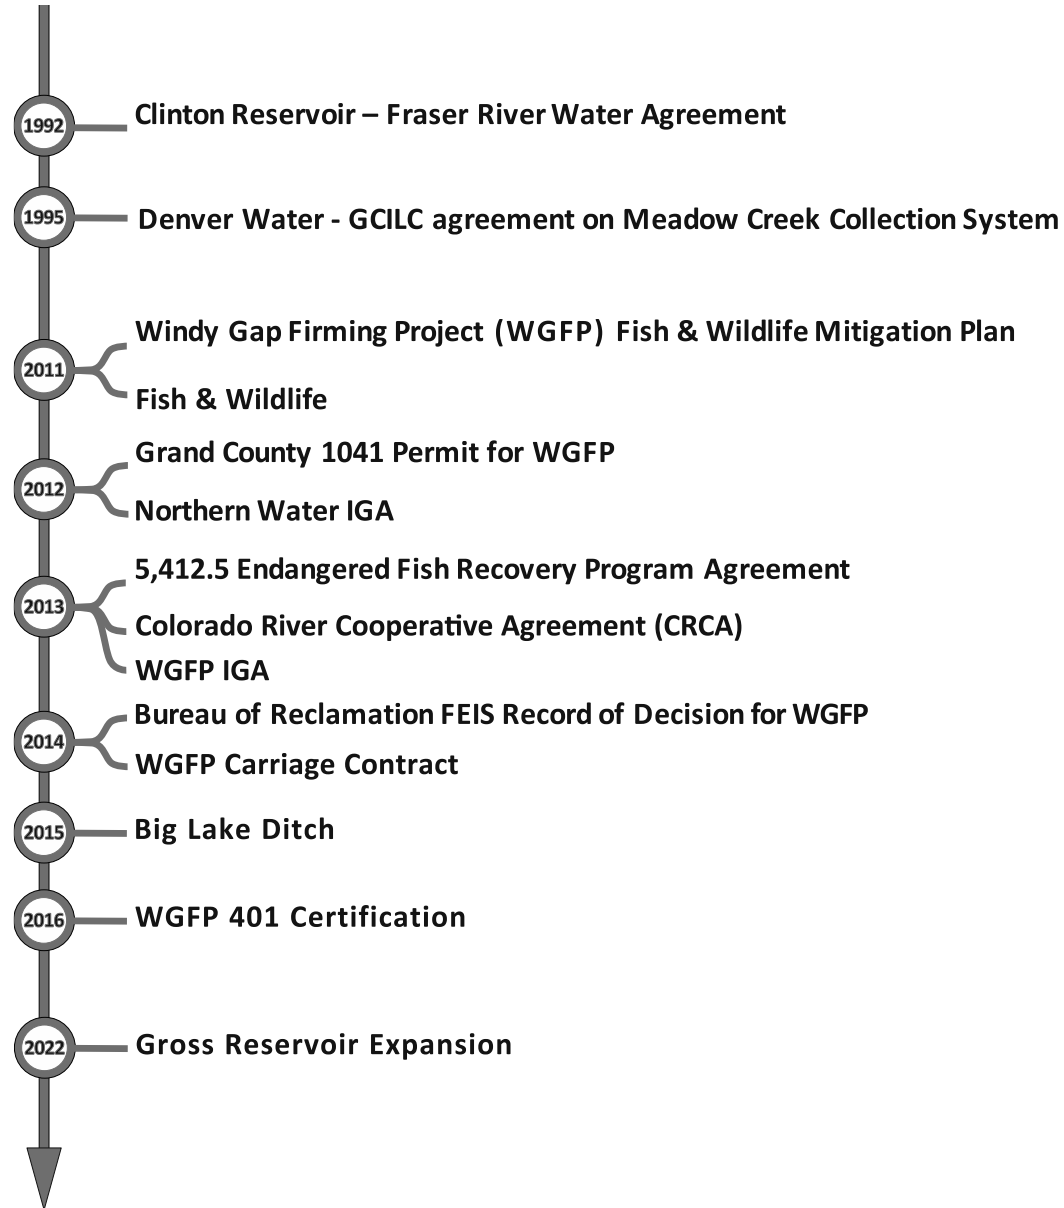 1992
Clinton Reservoir – Fraser River Water Agreement
1995
Denver Water - GCILC agreement on Meadow Creek Collection System
2011
Windy Gap Firming Project (WGFP) Fish & Wildlife Mitigation Plan
Fish & Wildlife
2012
Grand County 1041 Permit for WGFP
Northern Water IGA
2013
5,412.5 Endangered Fish Recovery Program Agreement
Colorado River Cooperative Agreement (CRCA)
WGFP IGA
2014
Bureau of Reclamation FEIS Record of Decision for WGFP
WGFP Carriage Contract
2015
Big Lake Ditch
2016
WGFP 401 Certification
2022
Gross Reservoir Expansion